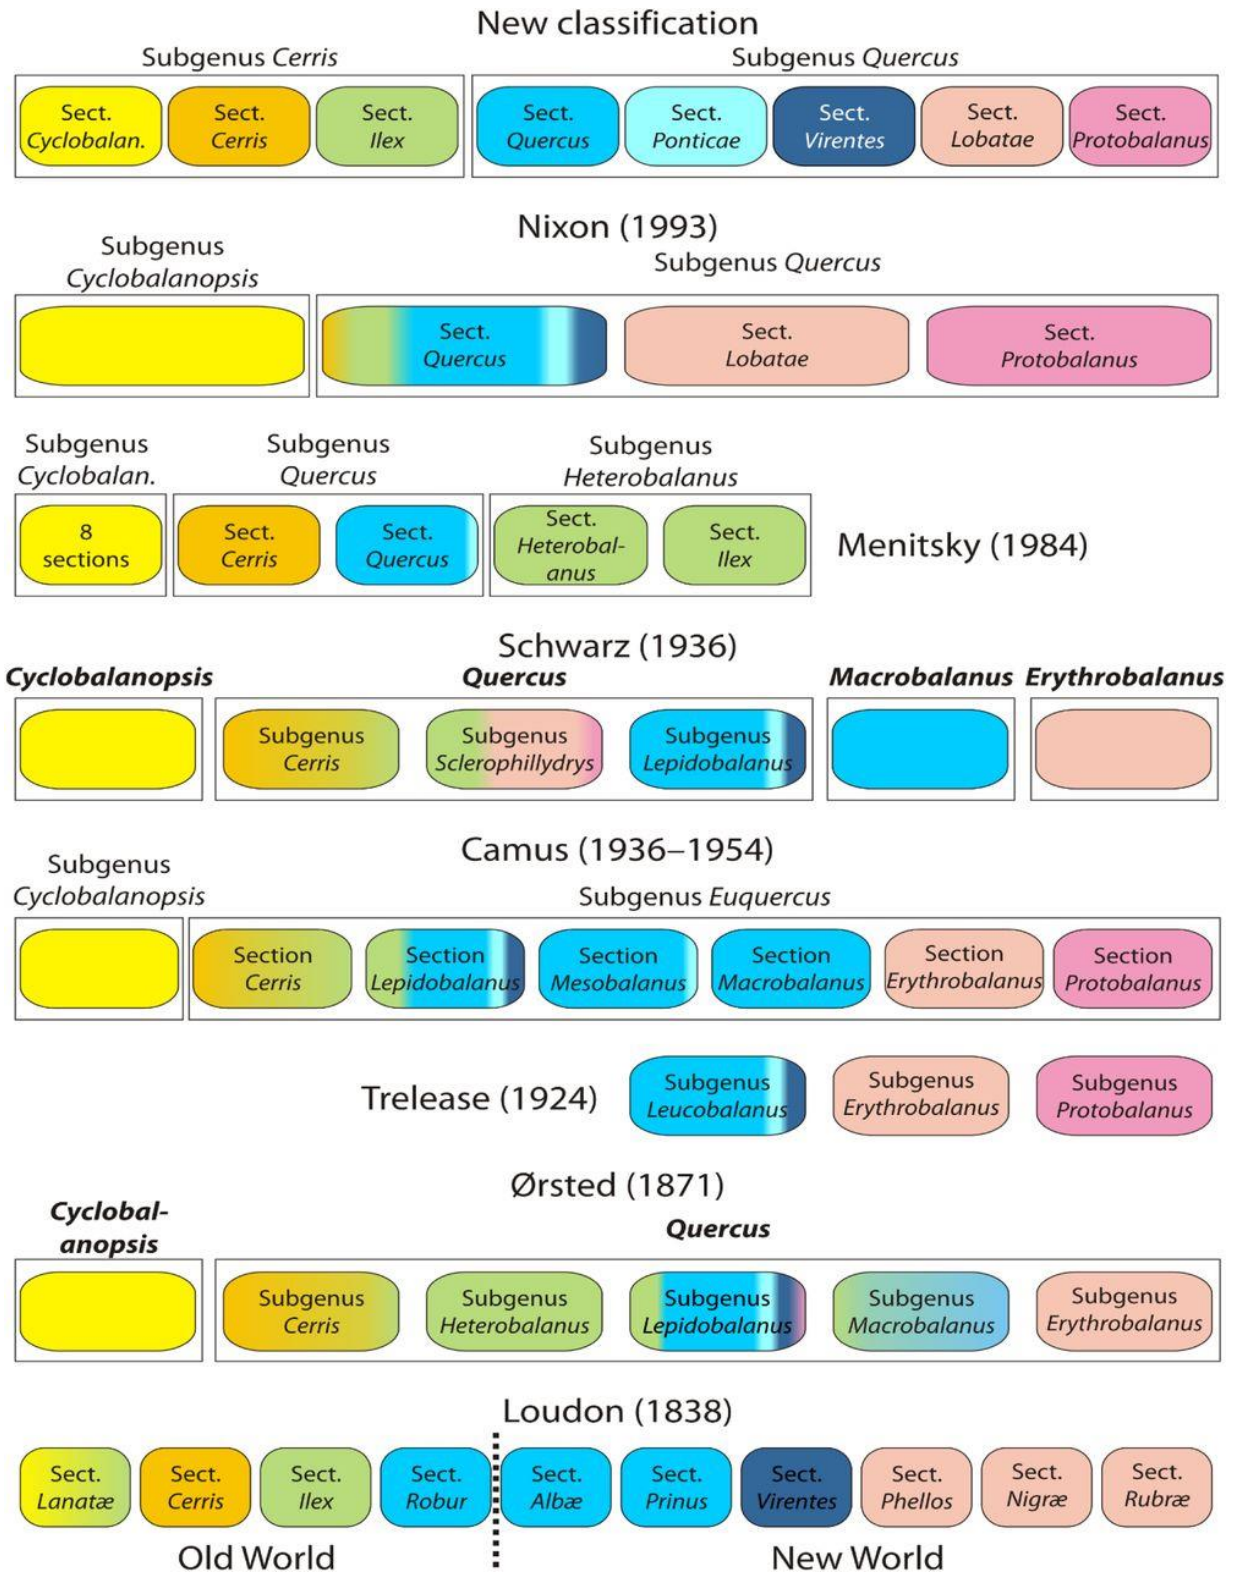 New classification
Subgenus Cerris
Subgenus Quercus
Sect.
Cyclobalan.
Sect.
Cerris
Sect.
Ilex
Sect.
Quercus
Sect.
Ponticae
Sect.
Virentes
Sect.
Lobatae
Sect.
Protobalanus
Nixon (1993)
Subgenus
Cyclobalanopsis
Subgenus Quercus
Sect.
Quercus
Sect.
Lobatae
Sect.
Protobalanus
Subgenus
Cyclobalan.
Subgenus
Quercus
Subgenus
Heterobalanus
8
sections
Sect.
Cerris
Sect.
Quercus
Sect.
Heterobal-
anus
Sect.
Ilex
Menitsky (1984)
Schwarz (1936)
Cyclobalanopsis
Quercus
Macrobalanus
Erythrobalanus
Subgenus
Cerris
Subgenus
Sclerophillydrys
Subgenus
Lepidobalanus
Camus (1936–1954)
Subgenus
Cyclobalanopsis
Subgenus Euquercus
Section
Cerris
Section
Lepidobalanus
Section
Mesobalanus
Section
Macrobalanus
Section
Erythrobalanus
Section
Protobalanus
Trelease (1924)
Subgenus
Leucobalanus
Subgenus
Erythrobalanus
Subgenus
Protobalanus
Ørsted (1871)
Cyclobal-
anopsis
Quercus
Subgenus
Cerris
Subgenus
Heterobalanus
Subgenus
Lepidobalanus
Subgenus
Macrobalanus
Subgenus
Erythrobalanus
Loudon (1838)
Sect.
Lanatæ
Sect.
Cerris
Sect.
Ilex
Sect.
Robur
Sect.
Albæ
Sect.
Prinus
Sect.
Virentes
Sect.
Phellos
Sect.
Nigræ
Sect.
Rubræ
Old World
New World